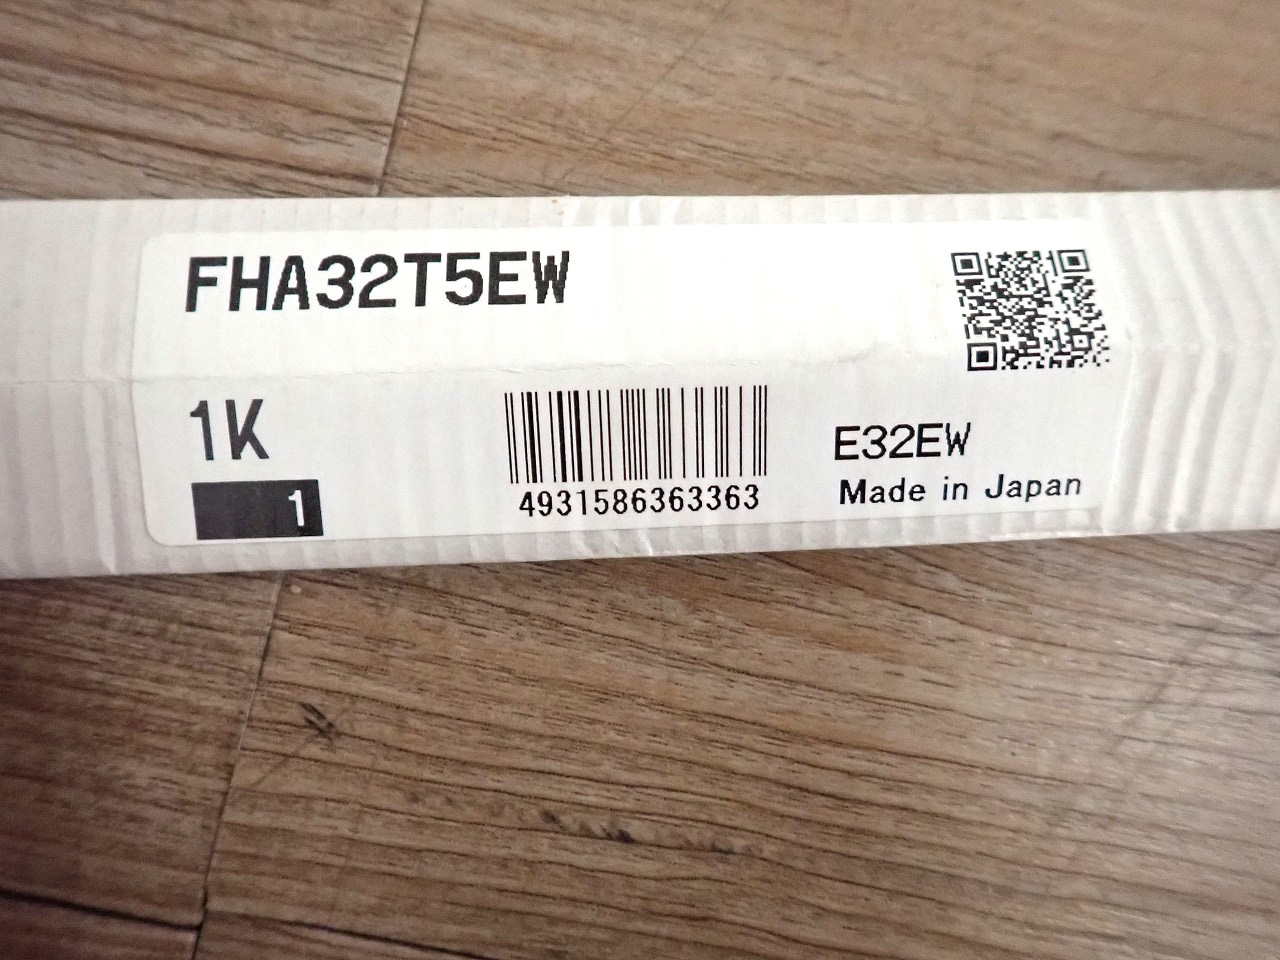 FHA32T5EW
1K
1
4931586363363
E32EW
Made in Japan